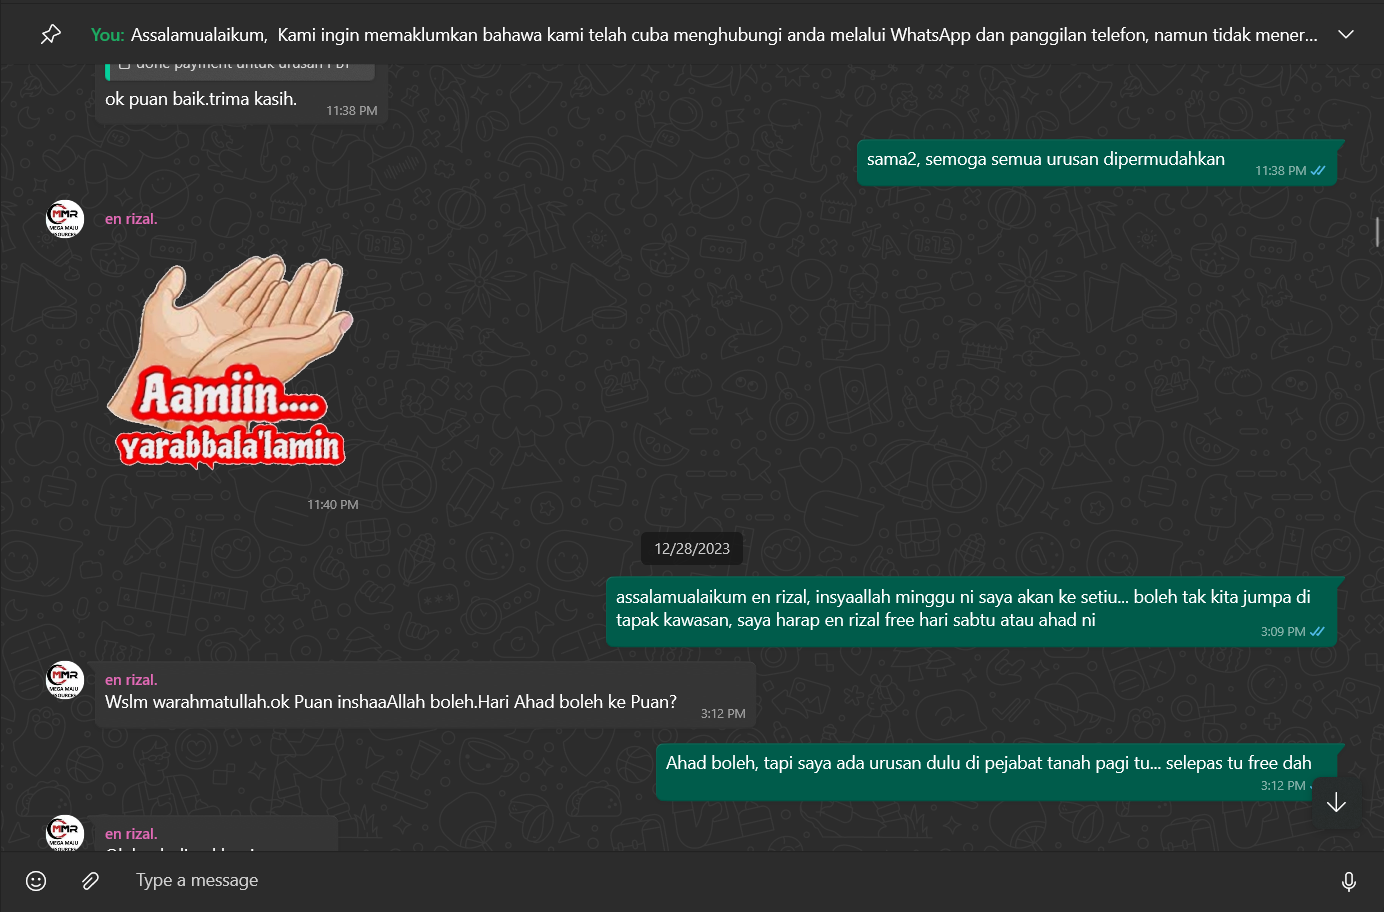 You: Assalamualaikum, Kami ingin memaklumkan bahawa kami telah cuba menghubungi anda melalui WhatsApp dan panggilan telefon, namun tidak mener...
done payment untuk urusan
ok puan baik.trima kasih.
11:38 PM
sama2, semoga semua urusan dipermudahkan
11:38 PM
MMR
MEGA MAJU
en rizal.
Aamiin....
yarabbala'lamin
11:40 PM
12/28/2023
assalamualaikum en rizal, insyaallah minggu ni saya akan ke setiu... boleh tak kita jumpa di
tapak kawasan, saya harap en rizal free hari sabtu atau ahad ni
3:09 PM
MMR
MEGA MAJU
en rizal.
Wslm warahmatullah.ok Puan inshaaAllah boleh.Hari Ahad boleh ke Puan?
3:12 PM
Ahad boleh, tapi saya ada urusan dulu di pejabat tanah pagi tu... selepas tu free dah
3:12 PM
MMR
MEGA MAJU
en rizal.
Type a message